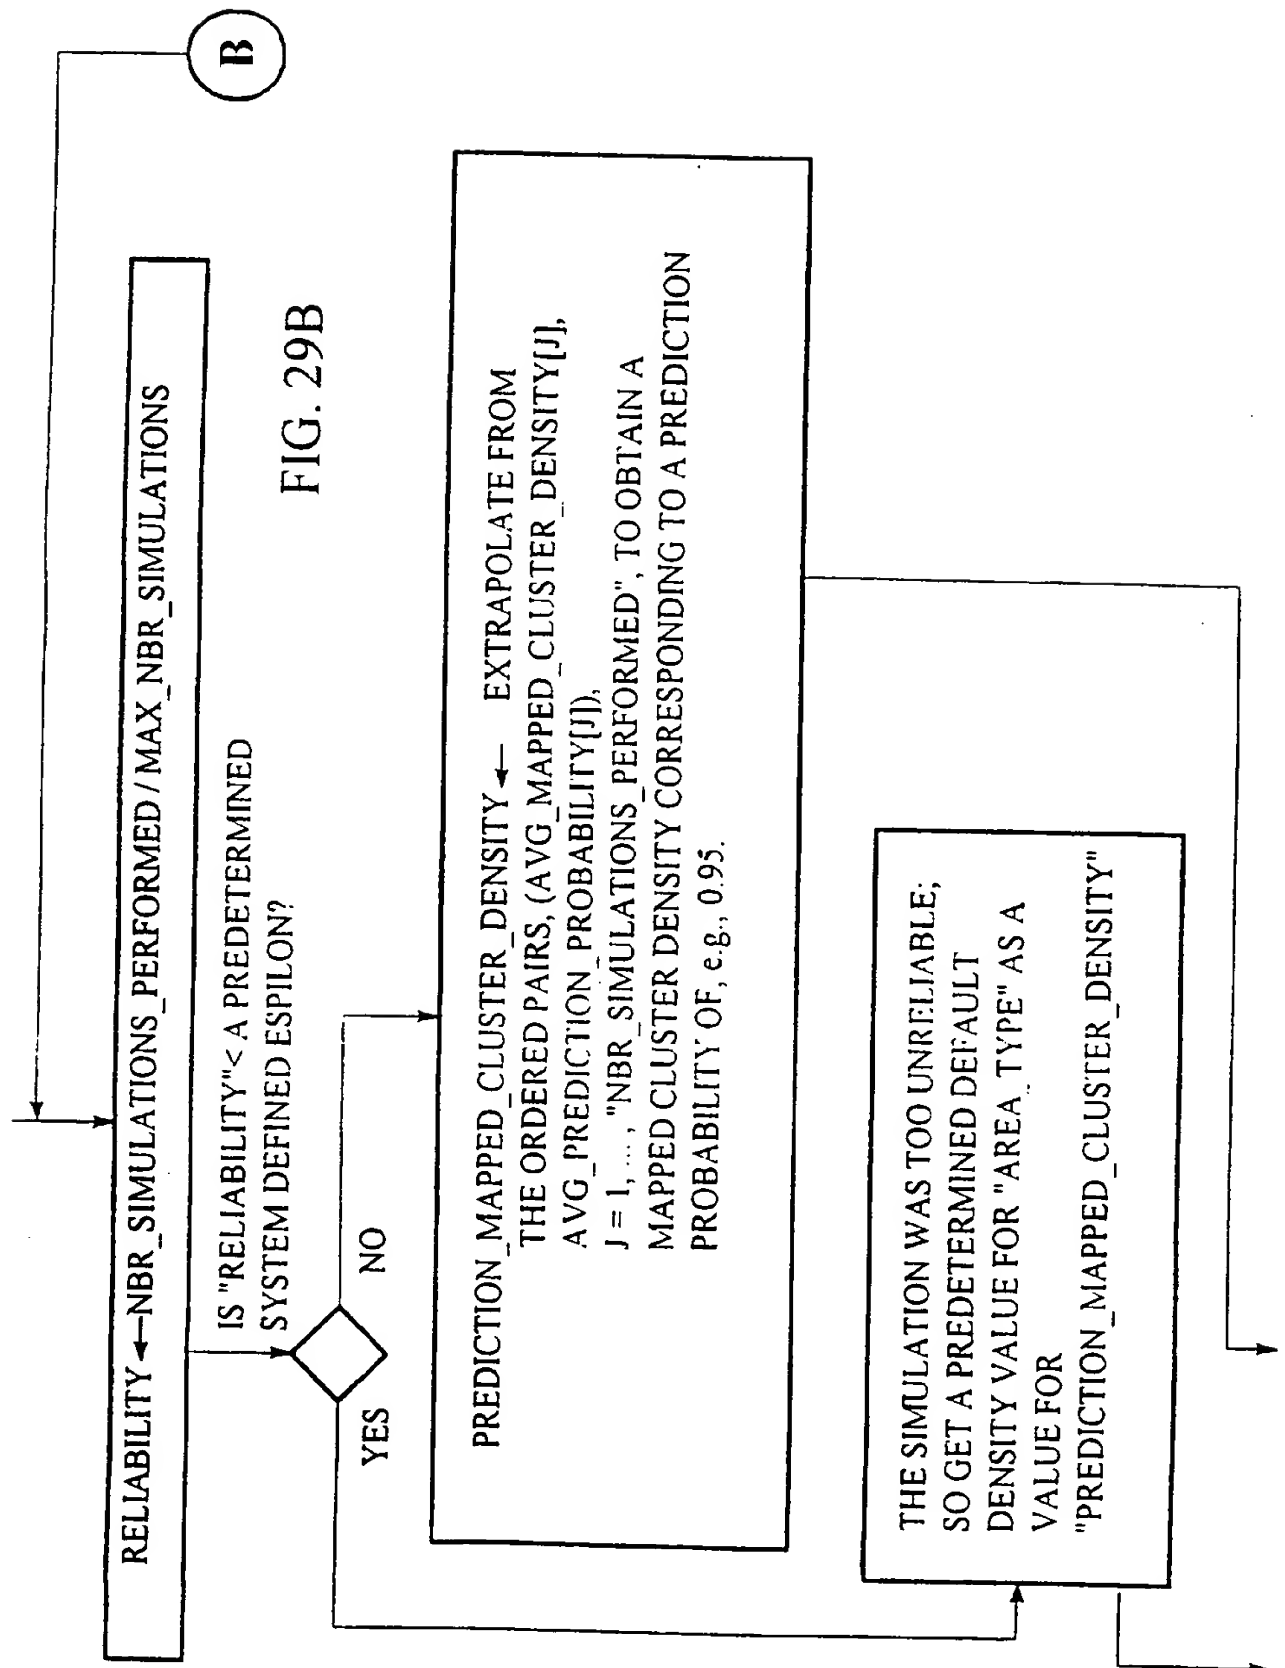 B
RELIABILITY ← NBR_SIMULATIONS_PERFORMED / MAX_NBR_SIMULATIONS
IS "RELIABILITY" < A PREDETERMINED
SYSTEM DEFINED ESPILON?
FIG. 29B
YES
NO
PREDICTION_MAPPED_CLUSTER_DENSITY ← EXTRAPOLATE FROM
THE ORDERED PAIRS, (AVG_MAPPED_CLUSTER_DENSITY[J],
AVG_PREDICTION_PROBABILITY[J]),
J = 1, ..., "NBR_SIMULATIONS_PERFORMED", TO OBTAIN A
MAPPED CLUSTER DENSITY CORRESPONDING TO A PREDICTION
PROBABILITY OF, e.g., 0.95.
THE SIMULATION WAS TOO UNRELIABLE;
SO GET A PREDETERMINED DEFAULT
DENSITY VALUE FOR "AREA_TYPE" AS A
VALUE FOR
"PREDICTION_MAPPED_CLUSTER_DENSITY"